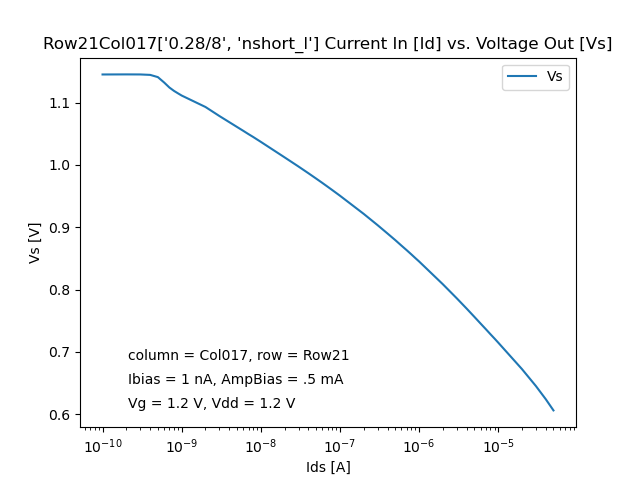 Row21Col017['0.28/8', 'nshort_l'] Current In [Id] vs. Voltage Out [Vs]
Vs
1.1
1.0
0.9
0.8
0.7
0.6
Vs [V]
column = Col017, row = Row21
Ibias = 1 nA, AmpBias = .5 mA
Vg = 1.2 V, Vdd = 1.2 V
10⁻¹⁰ 10⁻⁹ 10⁻⁸ 10⁻⁷ 10⁻⁶ 10⁻⁵
Ids [A]